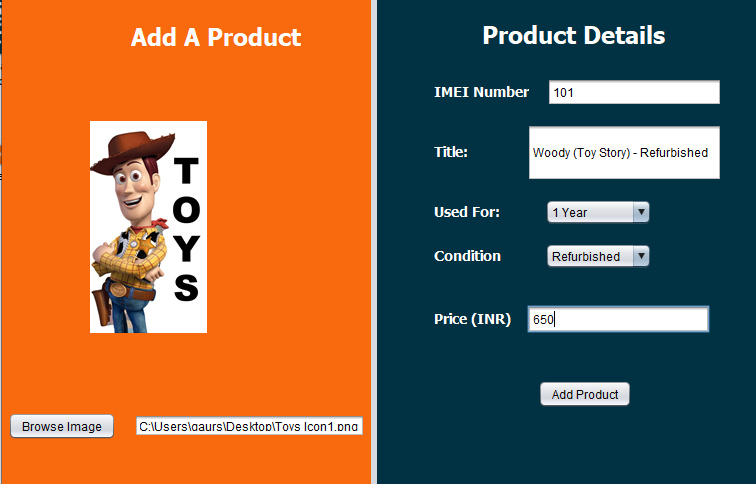 Add A Product
TOYS
Browse Image
C:\Users\gaurs\Desktop\Toys Icon1.png
Product Details
IMEI Number
101
Title:
Woody (Toy Story) - Refurbished
Used For:
1 Year
Condition
Refurbished
Price (INR)
650
Add Product